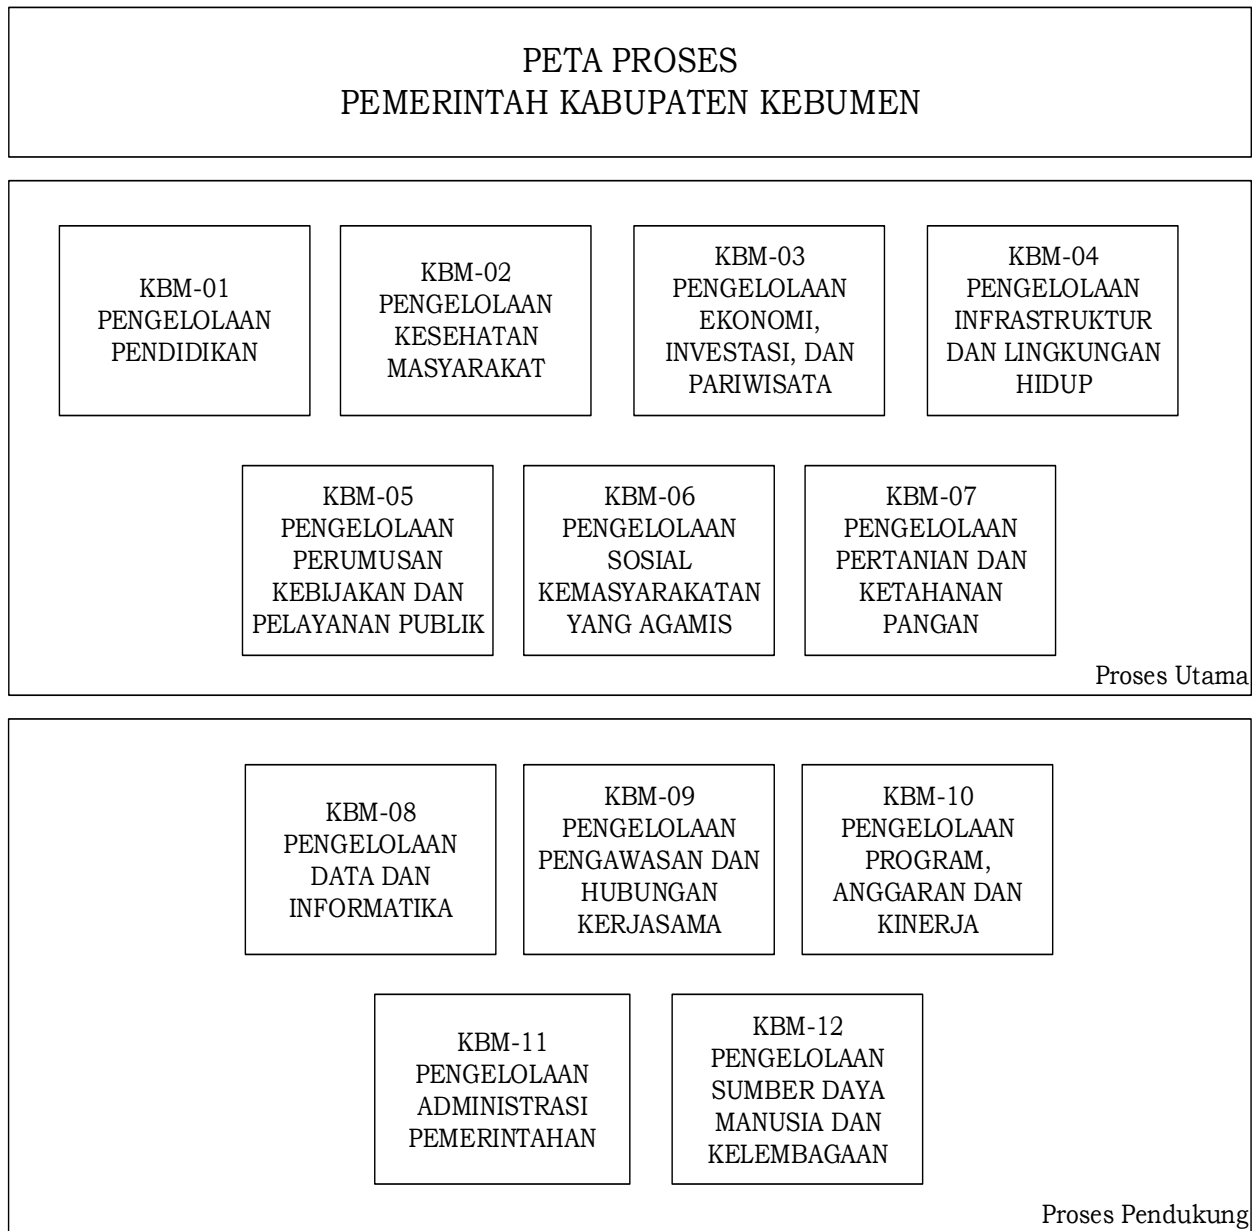 PETA PROSES
PEMERINTAH KABUPATEN KEBUMEN
KBM-01
PENGELOLAAN
PENDIDIKAN
KBM-02
PENGELOLAAN
KESEHATAN
MASYARAKAT
KBM-03
PENGELOLAAN
EKONOMI,
INVESTASI, DAN
PARIWISATA
KBM-04
PENGELOLAAN
INFRASTRUKTUR
DAN LINGKUNGAN
HIDUP
KBM-05
PENGELOLAAN
PERUMUSAN
KEBIJAKAN DAN
PELAYANAN PUBLIK
KBM-06
PENGELOLAAN
SOSIAL
KEMASYARAKATAN
YANG AGAMIS
KBM-07
PENGELOLAAN
PERTANIAN DAN
KETAHANAN
PANGAN
Proses Utama
KBM-08
PENGELOLAAN
DATA DAN
INFORMATIKA
KBM-09
PENGELOLAAN
PENGAWASAN DAN
HUBUNGAN
KERJASAMA
KBM-10
PENGELOLAAN
PROGRAM,
ANGGARAN DAN
KINERJA
KBM-11
PENGELOLAAN
ADMINISTRASI
PEMERINTAHAN
KBM-12
PENGELOLAAN
SUMBER DAYA
MANUSIA DAN
KELEMBAGAAN
Proses Pendukung